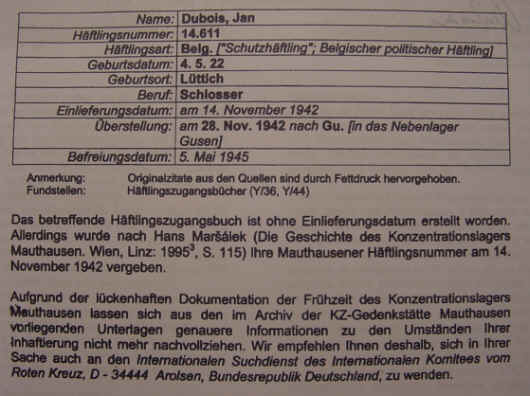 Name: Dubois, Jan
Häftlingsnummer: 14.611
Häftlingsart: Belg. ["Schutzhäftling"; Belgischer politischer Häftling]
Geburtsdatum: 4. 5. 22
Geburtsort: Lüttich
Beruf: Schlosser
Einlieferungsdatum: am 14. November 1942
Überstellung: am 28. Nov. 1942 nach Gu. [in das Nebenlager
Gusen]
Befreiungsdatum: 5. Mai 1945
Anmerkung: Originalzitate aus den Quellen sind durch Fettdruck hervorgehoben.
Fundstellen: Häftlingszugangsbücher (Y/36, Y/44)
Das betreffende Häftlingszugangbuch ist ohne Einlieferungsdatum erstellt worden.
Allerdings wurde nach Hans Maršálek (Die Geschichte des Konzentrationslagers
Mauthausen. Wien, Linz: 1995³, S. 115) Ihre Mauthausener Häftlingsnummer am 14.
November 1942 vergeben.
Aufgrund der lückenhaften Dokumentation der Frühzeit des Konzentrationslagers
Mauthausen lassen sich aus den im Archiv der KZ-Gedenkstätte Mauthausen
vorliegenden Unterlagen genauere Informationen zu den Umständen Ihrer
Inhaftierung nicht mehr nachvollziehen. Wir empfehlen Ihnen deshalb, sich in Ihrer
Sache auch an den Internationalen Suchdienst des Internationalen Komitees vom
Roten Kreuz, D - 34444 Arolsen, Bundesrepublik Deutschland, zu wenden.